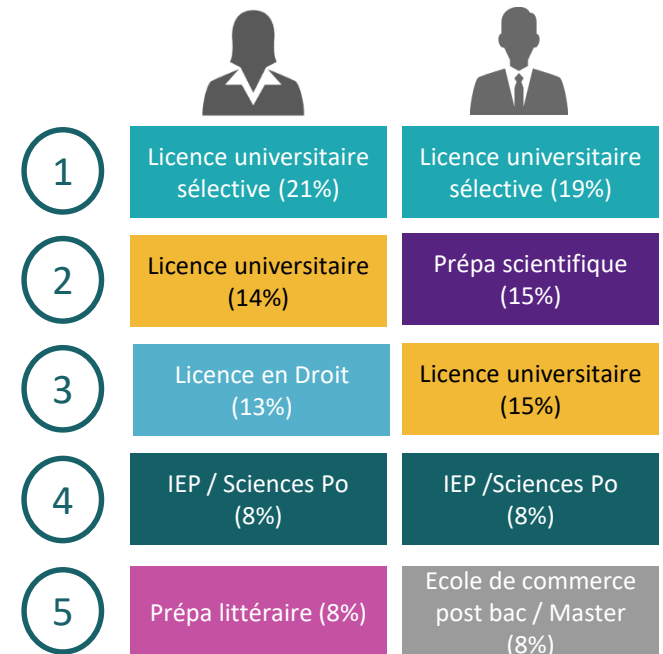 1
Licence universitaire
sélective (21%)
Licence universitaire
sélective (19%)
2
Licence universitaire
(14%)
Prépa scientifique
(15%)
3
Licence en Droit
(13%)
Licence universitaire
(15%)
4
IEP / Sciences Po
(8%)
IEP /Sciences Po
(8%)
5
Prépa littéraire (8%)
Ecole de commerce
post bac / Master
(8%)